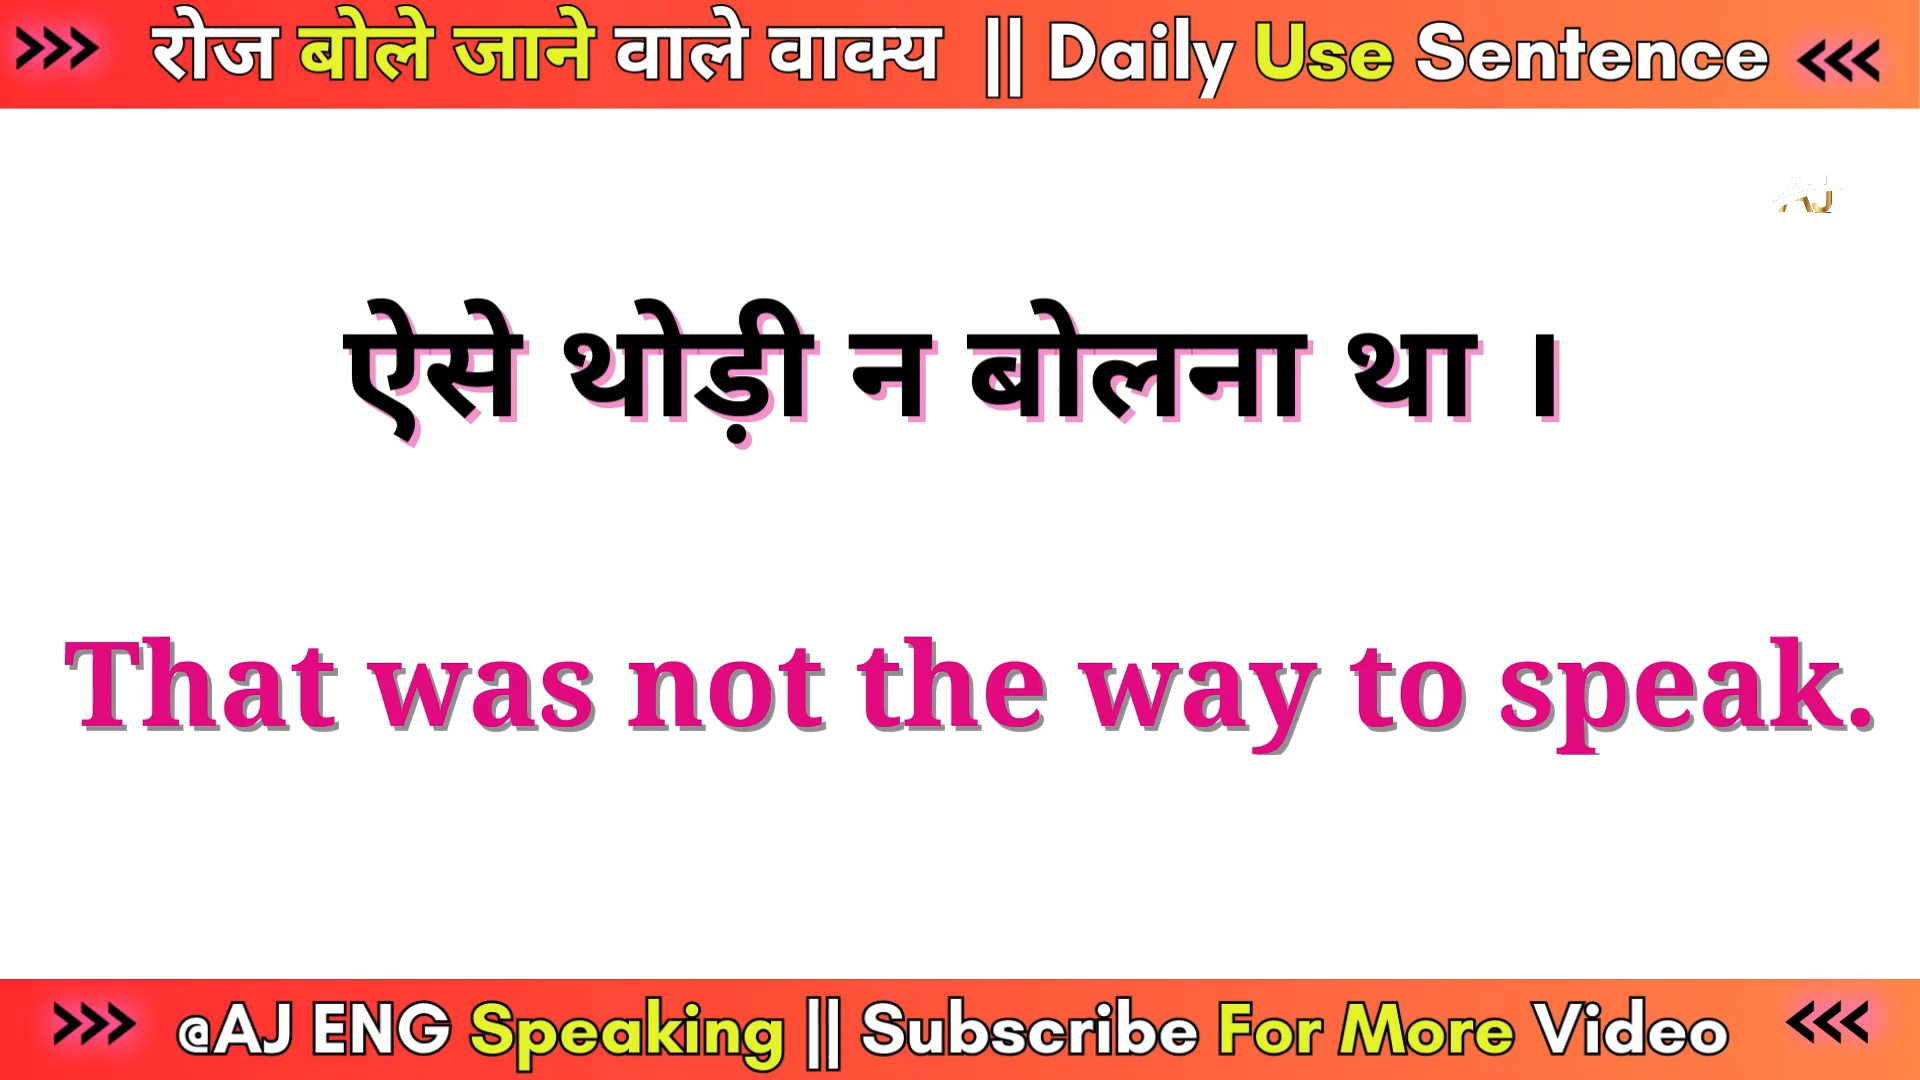 >>> रोज बोले जाने वाले वाक्य || Daily Use Sentence <<<
AJ
ऐसे थोड़ी न बोलना था ।
That was not the way to speak.
>>> @AJ ENG Speaking || Subscribe For More Video <<<